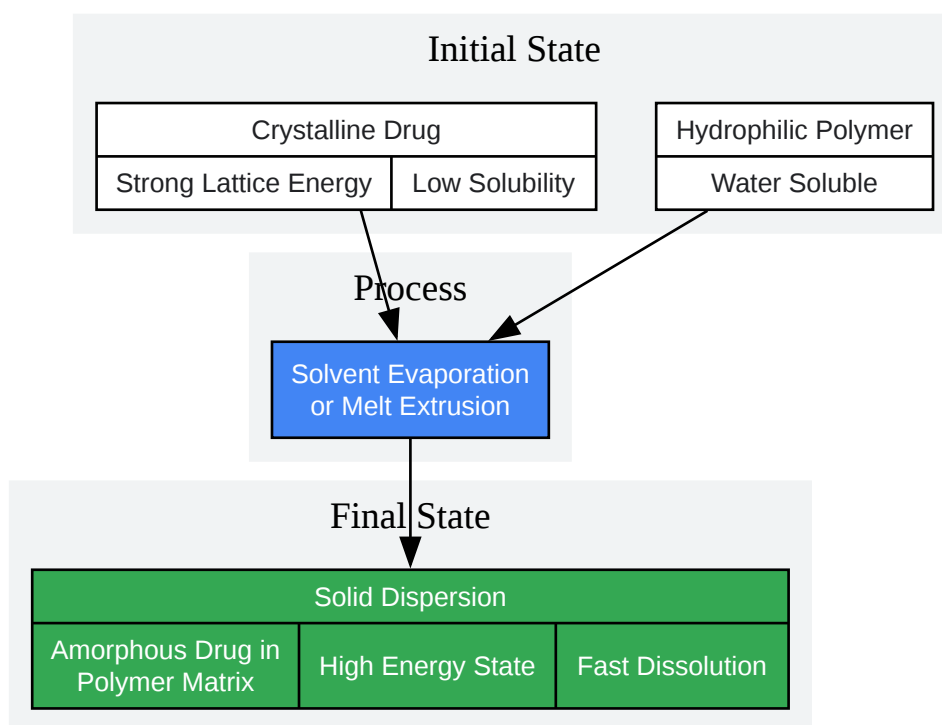 Initial State
Crystalline Drug
Hydrophilic Polymer
Strong Lattice Energy
Low Solubility
Water Soluble
Process
Solvent Evaporation
or Melt Extrusion
Final State
Solid Dispersion
Amorphous Drug in
Polymer Matrix
High Energy State
Fast Dissolution